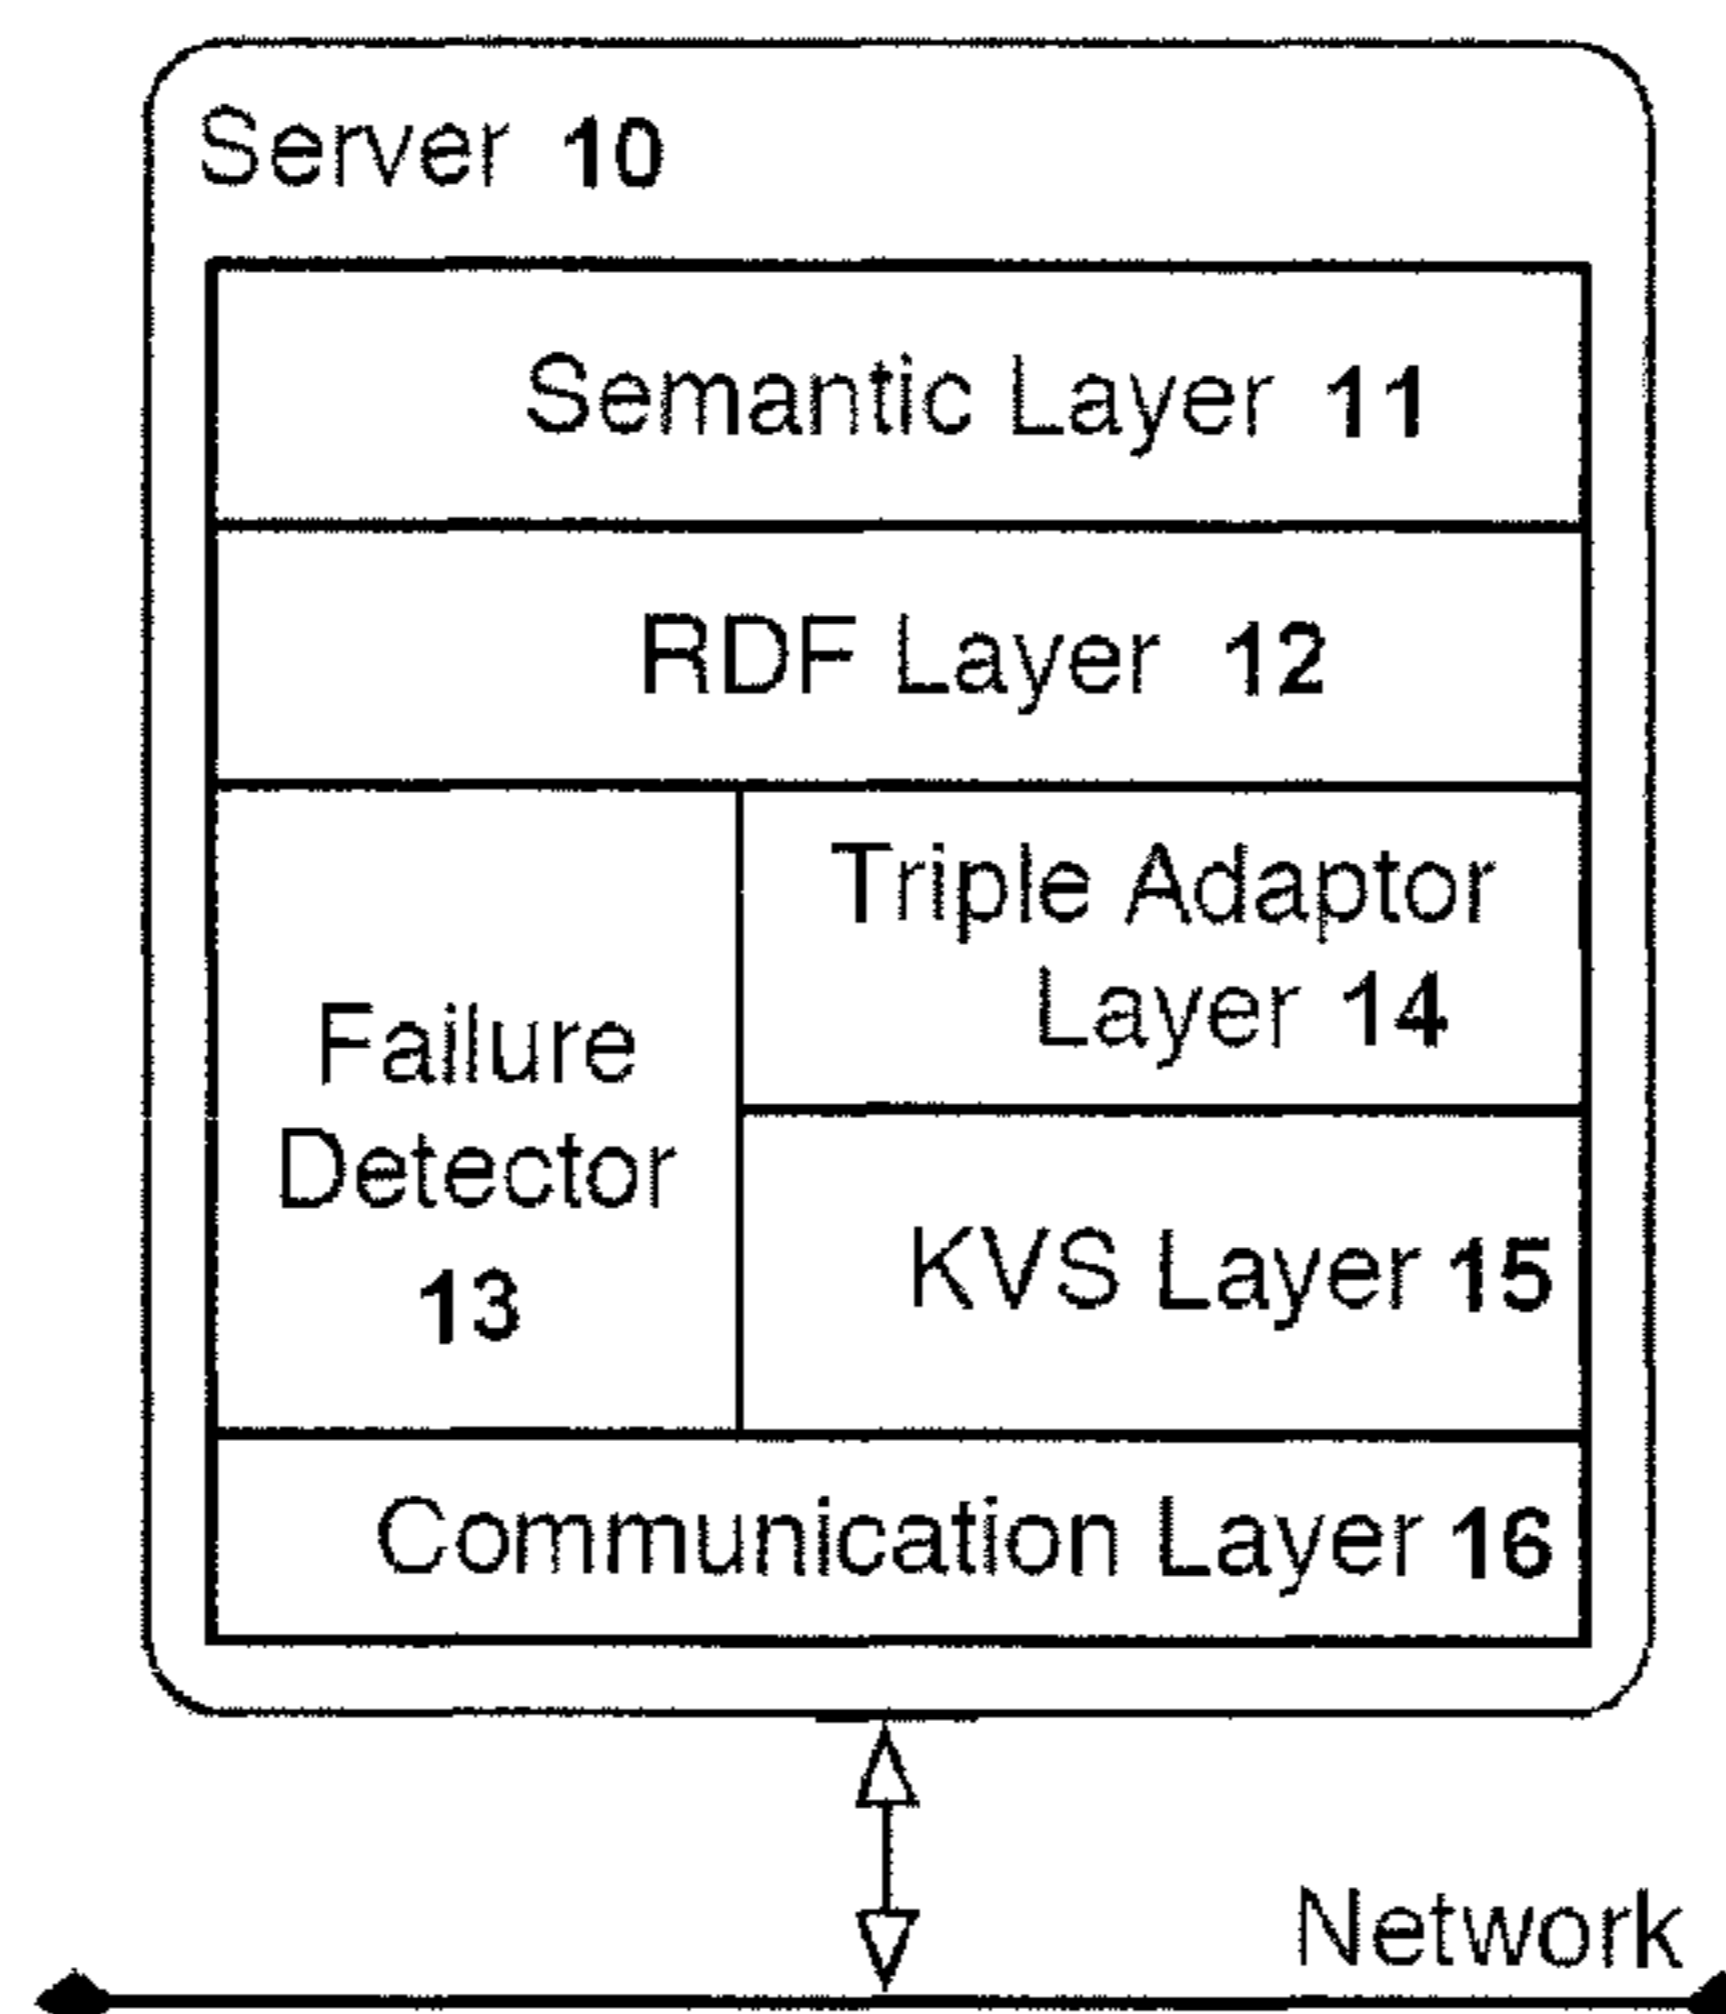 Server 10
Semantic Layer 11
RDF Layer 12
Failure
Detector
13
Triple Adaptor
Layer 14
KVS Layer 15
Communication Layer 16
Network